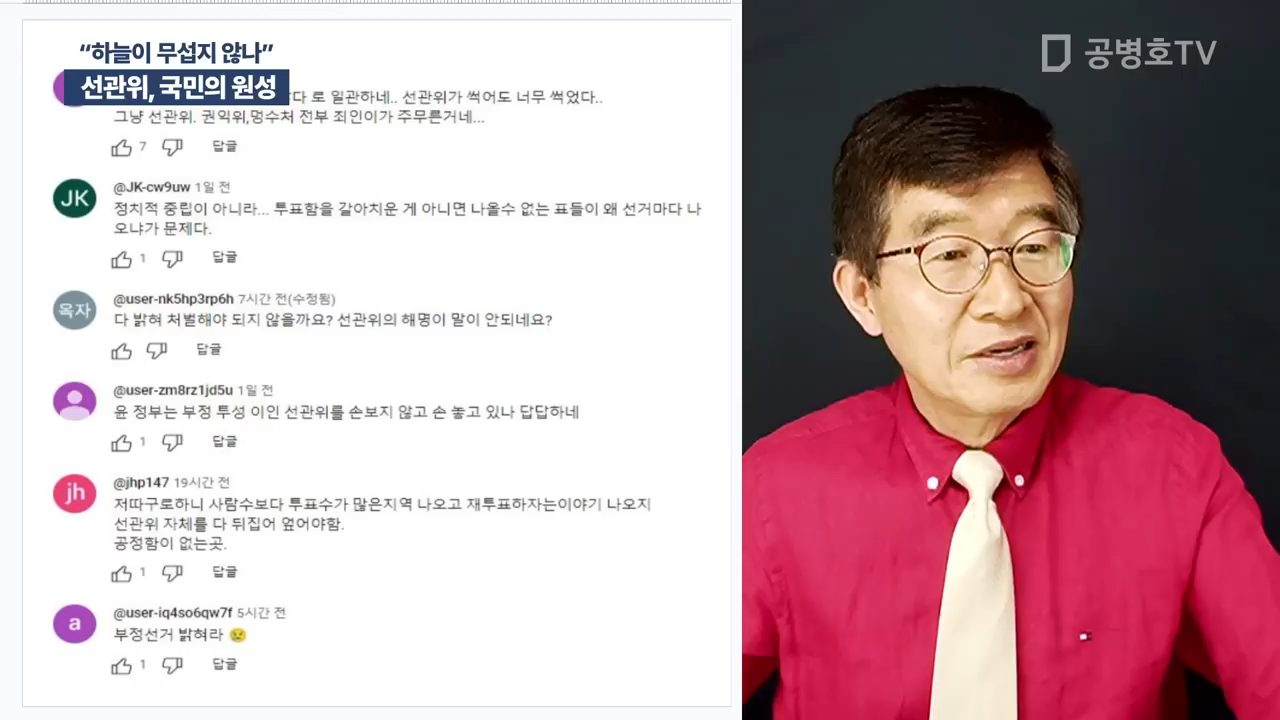 “하늘이 무섭지 않나”
선관위, 국민의 원성
공병호TV
다 로 일관하네.. 선관위가 썩어도 너무 썩었다..
그냥 선관위. 권익위,멍수처 전부 죄인이가 주무른거네...
7 답글
JK
@JK-cw9uw 1일 전
정치적 중립이 아니라... 투표함을 갈아치운 게 아니면 나올수 없는 표들이 왜 선거마다 나
오냐가 문제다.
1 답글
옥자
@user-nk5hp3rp6h 7시간 전(수정됨)
다 밝혀 처벌해야 되지 않을까요? 선관위의 해명이 말이 안되네요?
답글
@user-zm8rz1jd5u 1일 전
윤 정부는 부정 투성 이인 선관위를 손보지 않고 손 놓고 있나 답답하네
1 답글
jh
@jhp147 19시간 전
저따구로하니 사람수보다 투표수가 많은지역 나오고 재투표하자는이야기 나오지
선관위 자체를 다 뒤집어 엎어야함.
공정함이 없는곳.
1 답글
a
@user-iq4so6qw7f 5시간 전
부정선거 밝혀라 😢
1 답글